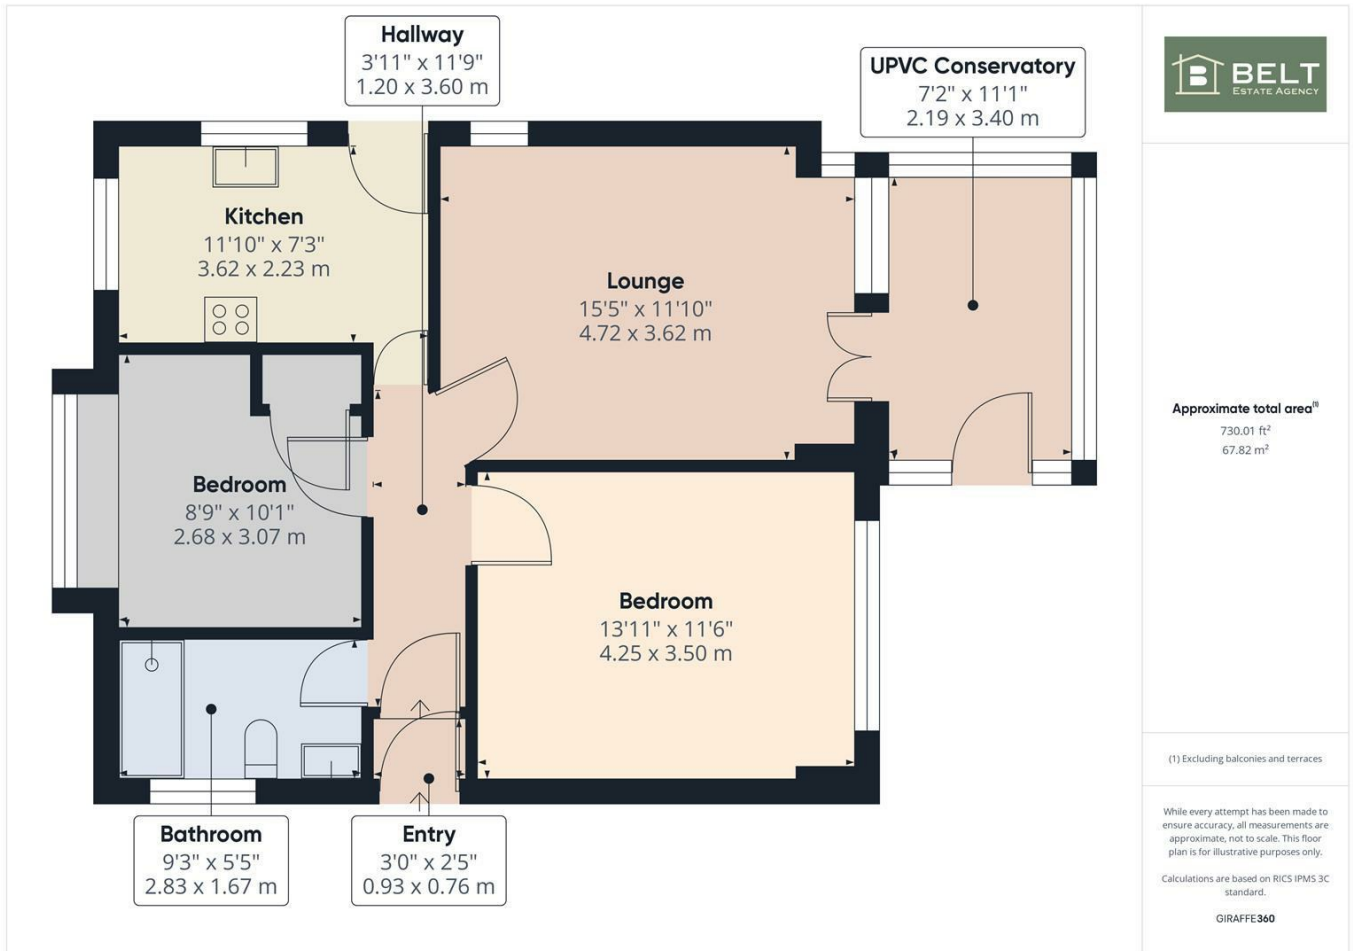 Hallway
3'11" x 11'9"
1.20 x 3.60 m
UPVC Conservatory
7'2" x 11'1"
2.19 x 3.40 m
Kitchen
11'10" x 7'3"
3.62 x 2.23 m
Lounge
15'5" x 11'10"
4.72 x 3.62 m
Bedroom
8'9" x 10'1"
2.68 x 3.07 m
Bedroom
13'11" x 11'6"
4.25 x 3.50 m
Bathroom
9'3" x 5'5"
2.83 x 1.67 m
Entry
3'0" x 2'5"
0.93 x 0.76 m
B BELT
ESTATE AGENCY
Approximate total area⁽¹⁾
730.01 ft²
67.82 m²
(1) Excluding balconies and terraces
While every attempt has been made to
ensure accuracy, all measurements are
approximate, not to scale. This floor
plan is for illustrative purposes only.
Calculations are based on RICS IPMS 3C
standard.
GIRAFFE360